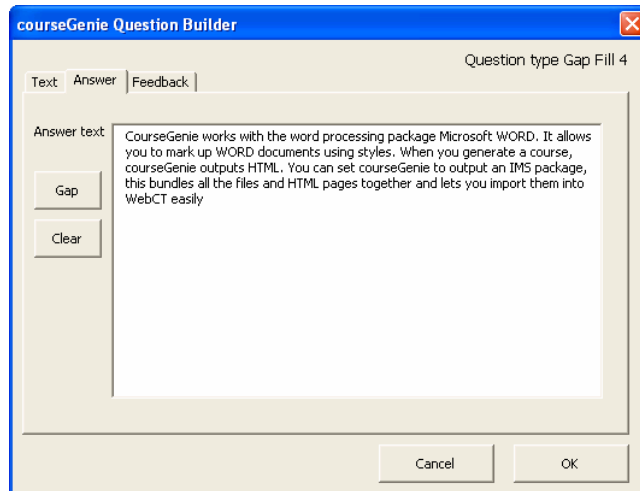 courseGenie Question Builder
Question type Gap Fill 4
Text Answer Feedback
Answer text
CourseGenie works with the word processing package Microsoft WORD. It allows
you to mark up WORD documents using styles. When you generate a course,
courseGenie outputs HTML. You can set courseGenie to output an IMS package,
this bundles all the files and HTML pages together and lets you import them into
WebCT easily
Gap
Clear
Cancel OK